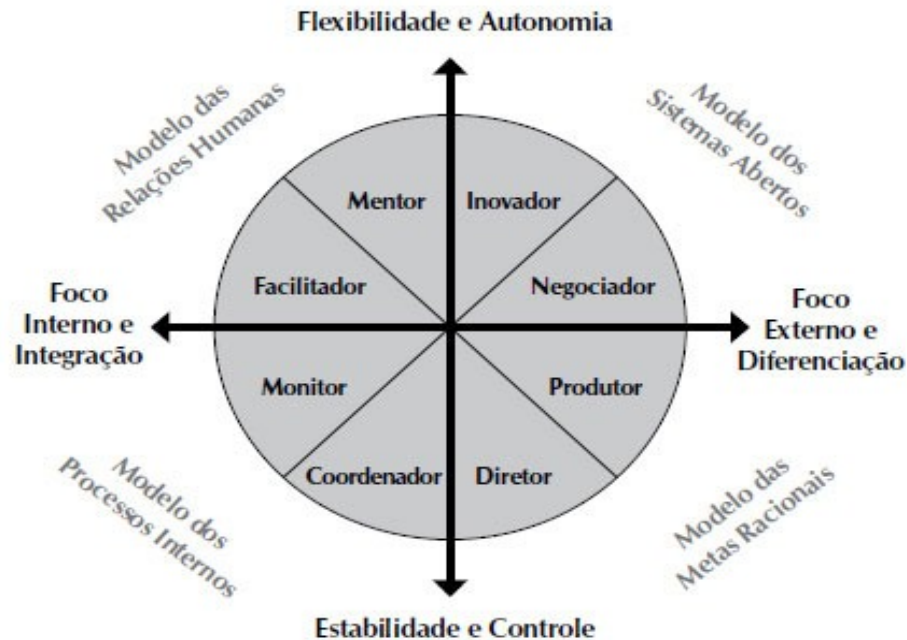 Flexibilidade e Autonomia
Modelo das
Relações Humanas
Modelo dos
Sistemas Abertos
Mentor
Inovador
Facilitador
Negociador
Foco
Interno e
Integração
Foco
Externo e
Diferenciação
Monitor
Produtor
Coordenador
Diretor
Modelo dos
Processos Internos
Modelo das
Metas Racionais
Estabilidade e Controle